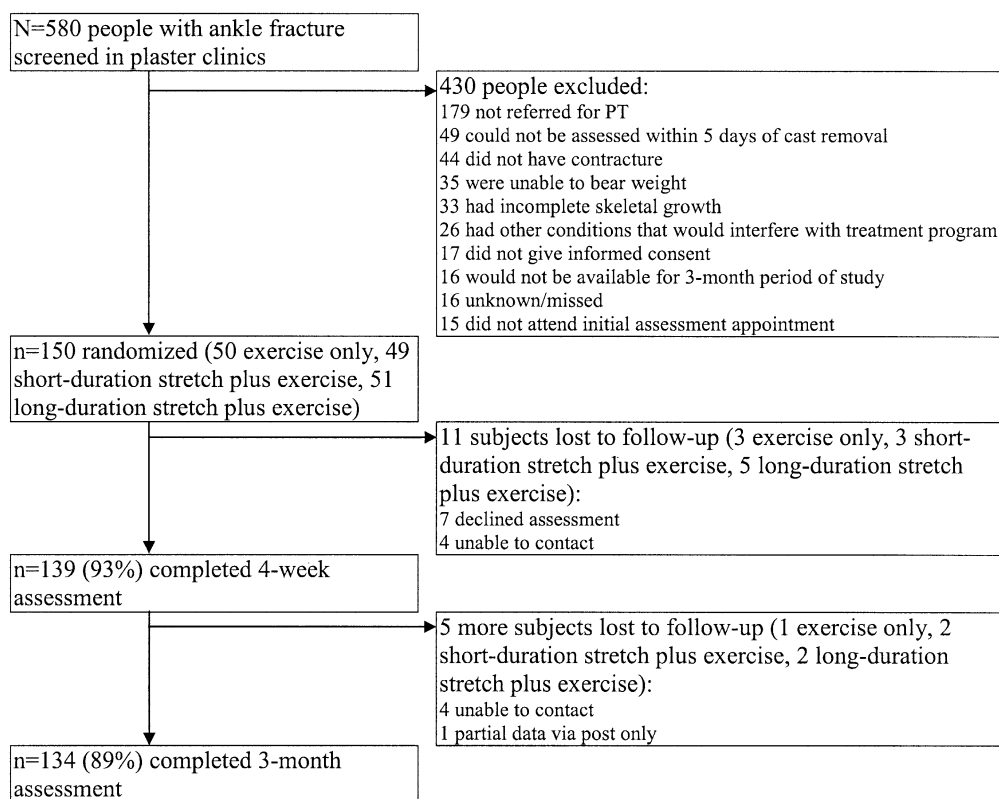 N=580 people with ankle fracture
screened in plaster clinics
430 people excluded:
179 not referred for PT
49 could not be assessed within 5 days of cast removal
44 did not have contracture
35 were unable to bear weight
33 had incomplete skeletal growth
26 had other conditions that would interfere with treatment program
17 did not give informed consent
16 would not be available for 3-month period of study
16 unknown/missed
15 did not attend initial assessment appointment
n=150 randomized (50 exercise only, 49
short-duration stretch plus exercise, 51
long-duration stretch plus exercise)
11 subjects lost to follow-up (3 exercise only, 3 short-
duration stretch plus exercise, 5 long-duration stretch
plus exercise):
7 declined assessment
4 unable to contact
n=139 (93%) completed 4-week
assessment
5 more subjects lost to follow-up (1 exercise only, 2
short-duration stretch plus exercise, 2 long-duration
stretch plus exercise):
4 unable to contact
1 partial data via post only
n=134 (89%) completed 3-month
assessment